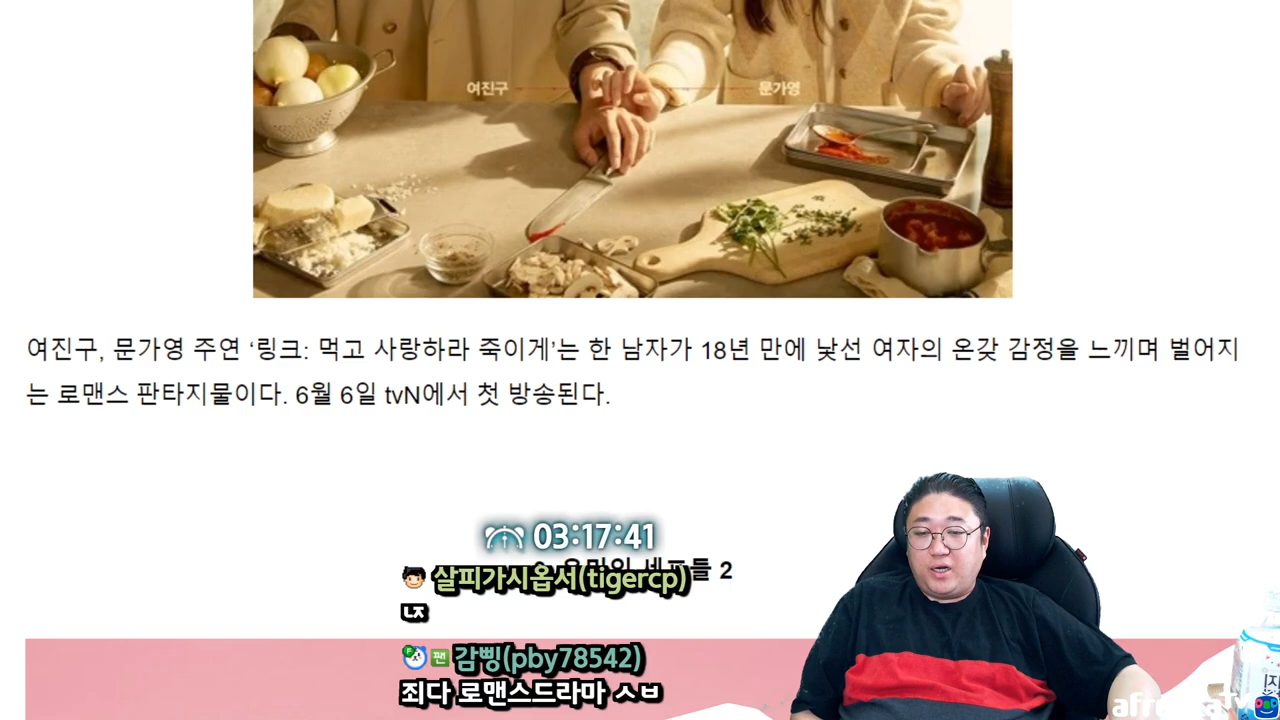 여진구
문가영
여진구, 문가영 주연 ‘링크: 먹고 사랑하라 죽이게’는 한 남자가 18년 만에 낯선 여자의 온갖 감정을 느끼며 벌어지
는 로맨스 판타지물이다. 6월 6일 tvN에서 첫 방송된다.
03:17:41
2
살피가시옵서(tigercp)
ㄴㅈ
팬 감삥(pby78542)
죄다 로맨스드라마 ㅅㅂ